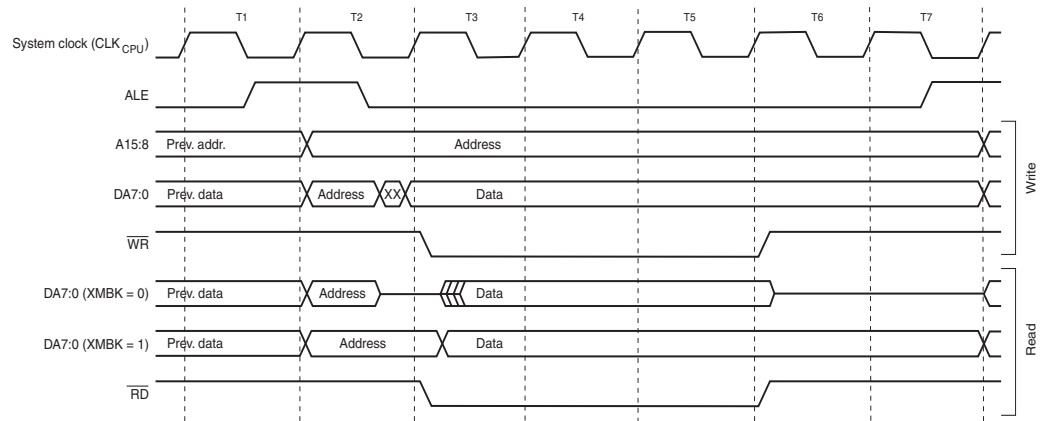 T1 T2 T3 T4 T5 T6 T7
System clock (CLKCPU)
ALE
A15:8 Prev. addr. Address
DA7:0 Prev. data Address XX Data
WR
Write
DA7:0 (XMBK = 0) Prev. data Address Data
DA7:0 (XMBK = 1) Prev. data Address Data
RD
Read